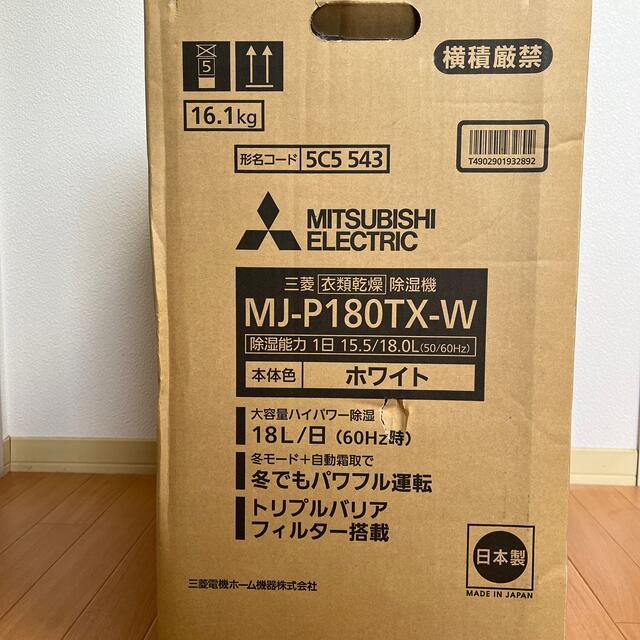 5
横積厳禁
16.1kg
形名コード 5C5 543
T4902901932892
MITSUBISHI
ELECTRIC
三菱 衣類乾燥 除湿機
MJ-P180TX-W
除湿能力 1日 15.5/18.0L(50/60Hz)
本体色 ホワイト
大容量ハイパワー除湿
18L/日 (60Hz時)
冬モード+自動霜取で
冬でもパワフル運転
トリプルバリア
フィルター搭載
日本製
MADE IN JAPAN
三菱電機ホーム機器株式会社